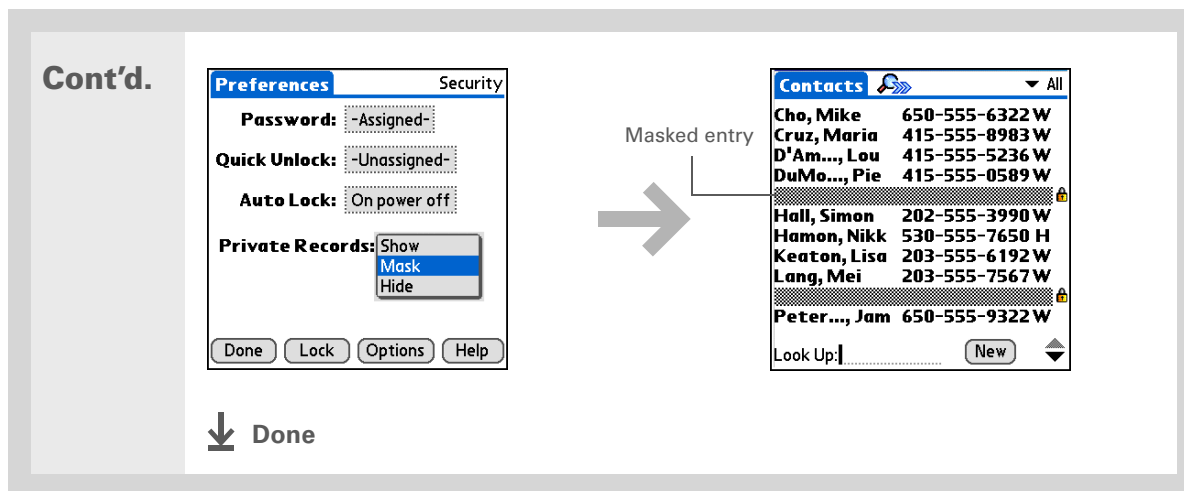 Cont'd.
Preferences Security
Password: -Assigned-
Quick Unlock: -Unassigned-
Auto Lock: On power off
Private Records: Show
Mask
Hide
Done Lock Options Help
Masked entry
Contacts All
Cho, Mike 650-555-6322 W
Cruz, Maria 415-555-8983 W
D'Am..., Lou 415-555-5236 W
DuMo..., Pie 415-555-0589 W
Hall, Simon 202-555-3990 W
Hamon, Nikk 530-555-7650 H
Keaton, Lisa 203-555-6192 W
Lang, Mei 203-555-7567 W
Peter..., Jam 650-555-9322 W
Look Up: New
Done